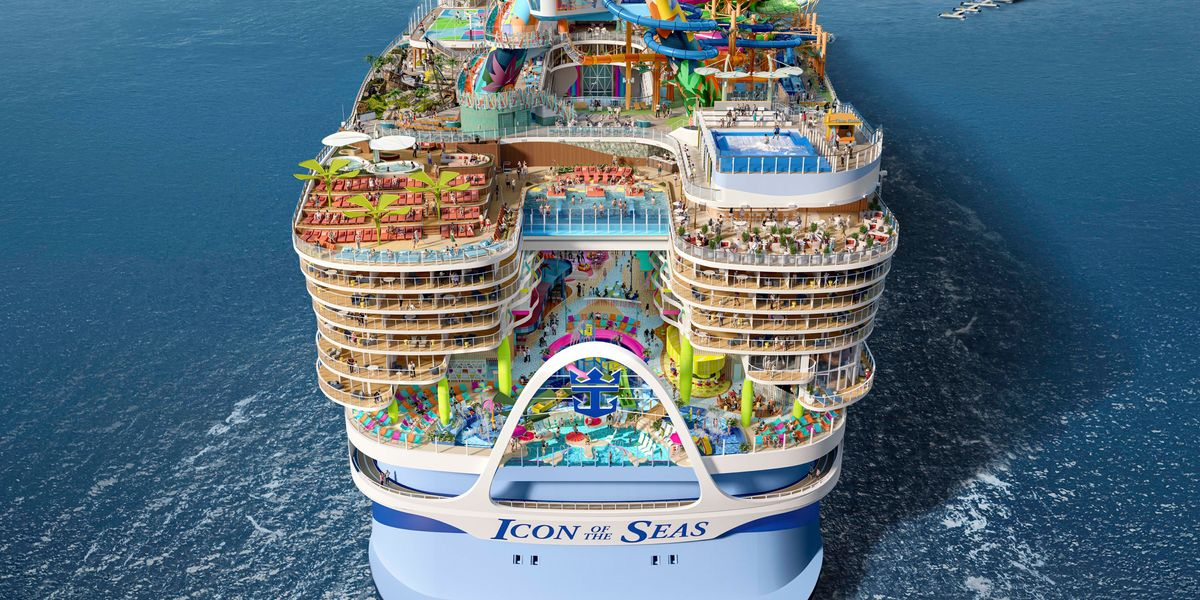 ICON OF THE SEAS